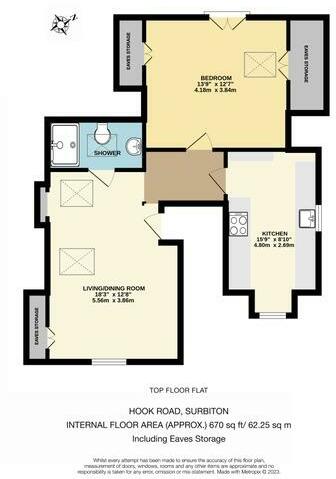 EAVES STORAGE
EAVES STORAGE
BEDROOM
13'9" x 12'7"
4.18m x 3.84m
SHOWER
KITCHEN
15'9" x 8'10"
4.80m x 2.69m
LIVING/DINING ROOM
18'3" x 12'8"
5.56m x 3.86m
EAVES STORAGE
TOP FLOOR FLAT
HOOK ROAD, SURBITON
INTERNAL FLOOR AREA (APPROX.) 670 sq ft/ 62.25 sq m
Including Eaves Storage
Whilst every attempt has been made to ensure the accuracy of this floor plan,
measurement of doors, windows, rooms and any other items are approximate and no
responsibility is taken for any error, omission or mis-statement. Made with Metropix © 2023.